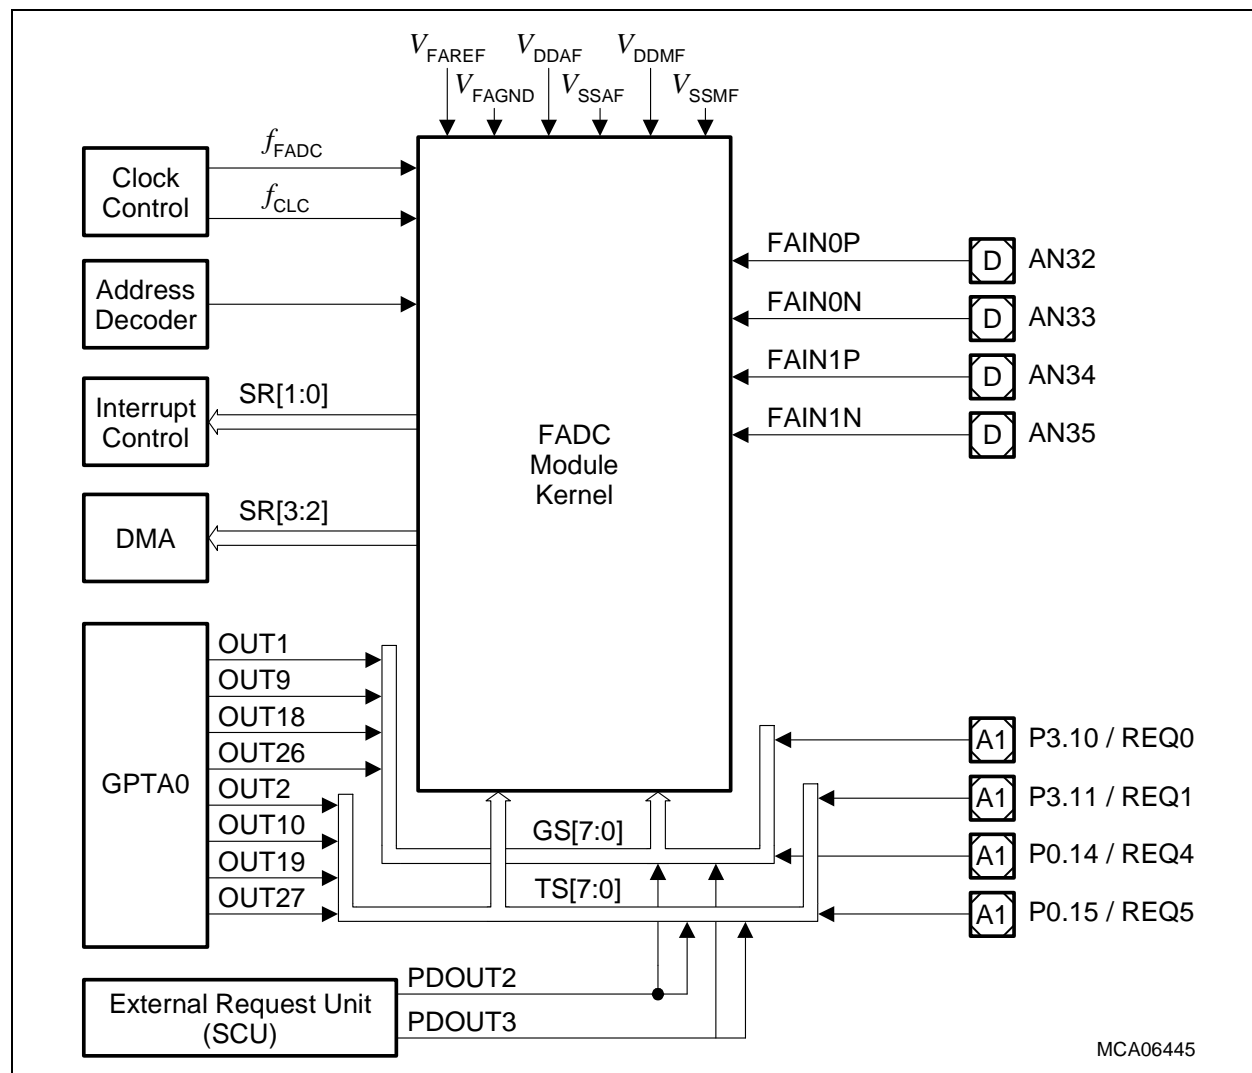 VFAREF VDDAF VDDMF
VFAGND VSSAF VSSMF
Clock
Control
fFADC
fCLC
Address
Decoder
Interrupt
Control
SR[1:0]
DMA
SR[3:2]
FADC
Module
Kernel
FAIN0P D AN32
FAIN0N D AN33
FAIN1P D AN34
FAIN1N D AN35
GPTA0
OUT1
OUT9
OUT18
OUT26
OUT2
OUT10
OUT19
OUT27
GS[7:0]
TS[7:0]
A1 P3.10 / REQ0
A1 P3.11 / REQ1
A1 P0.14 / REQ4
A1 P0.15 / REQ5
External Request Unit
(SCU)
PDOUT2
PDOUT3
MCA06445